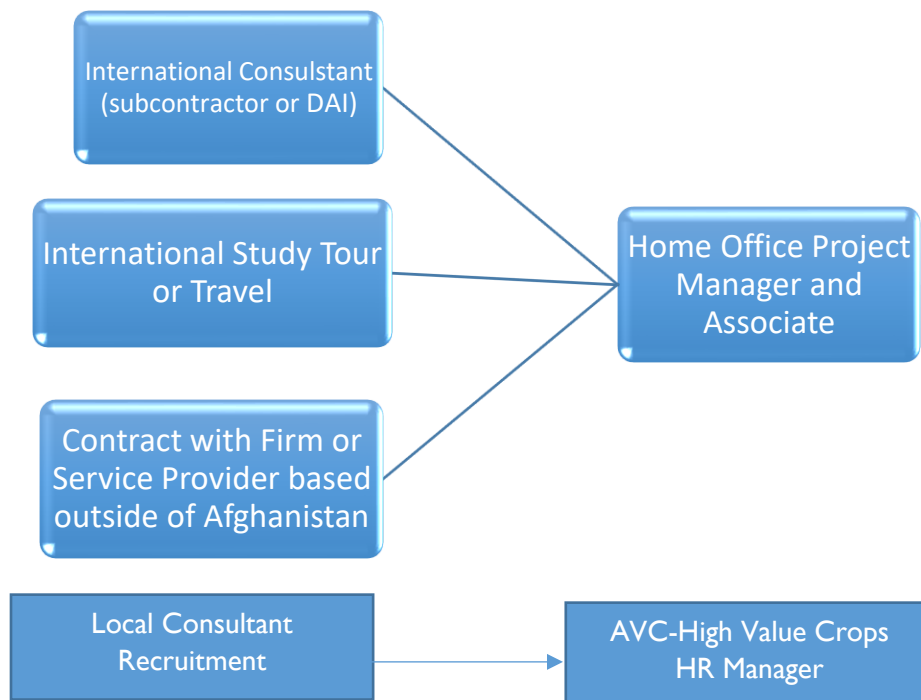 International Consulstant
(subcontractor or DAI)
International Study Tour
or Travel
Home Office Project
Manager and
Associate
Contract with Firm or
Service Provider based
outside of Afghanistan
Local Consultant
Recruitment
AVC-High Value Crops
HR Manager